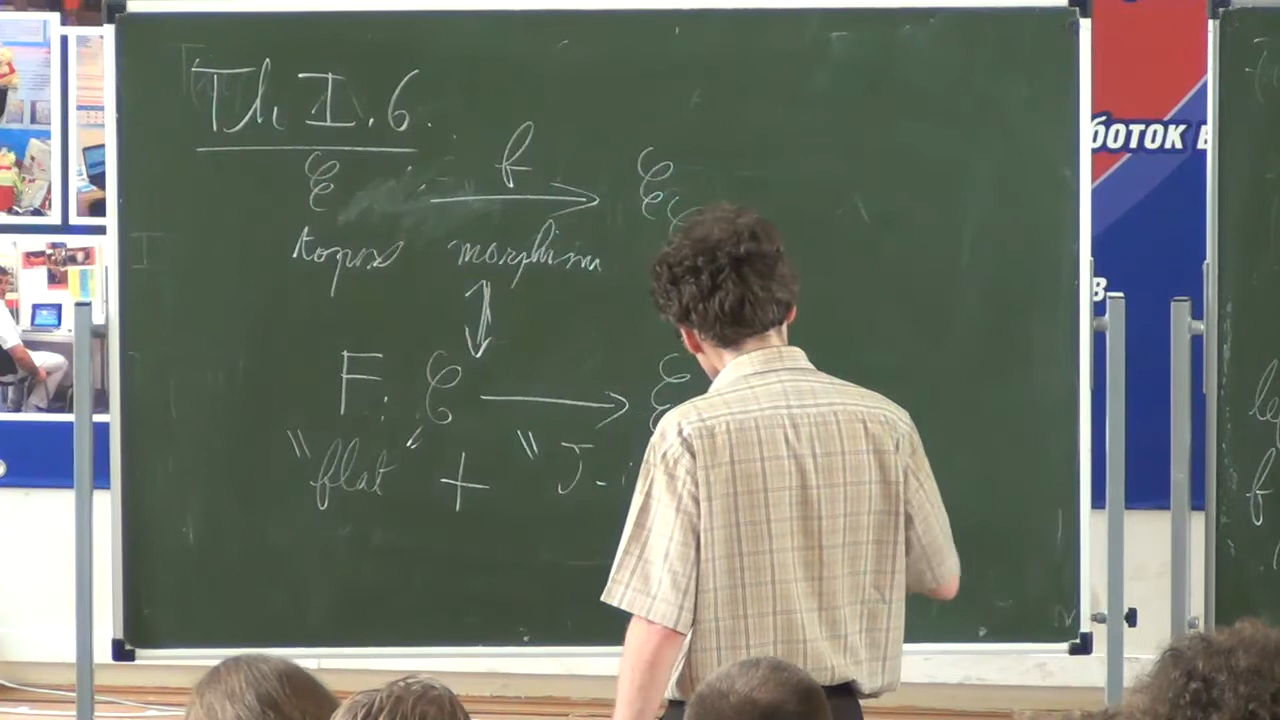 Th I.6.
ℰ f ℰ
topos morphism
F: 𝒞 → ℰ
"flat" + "J-
БОТОК В
В
f